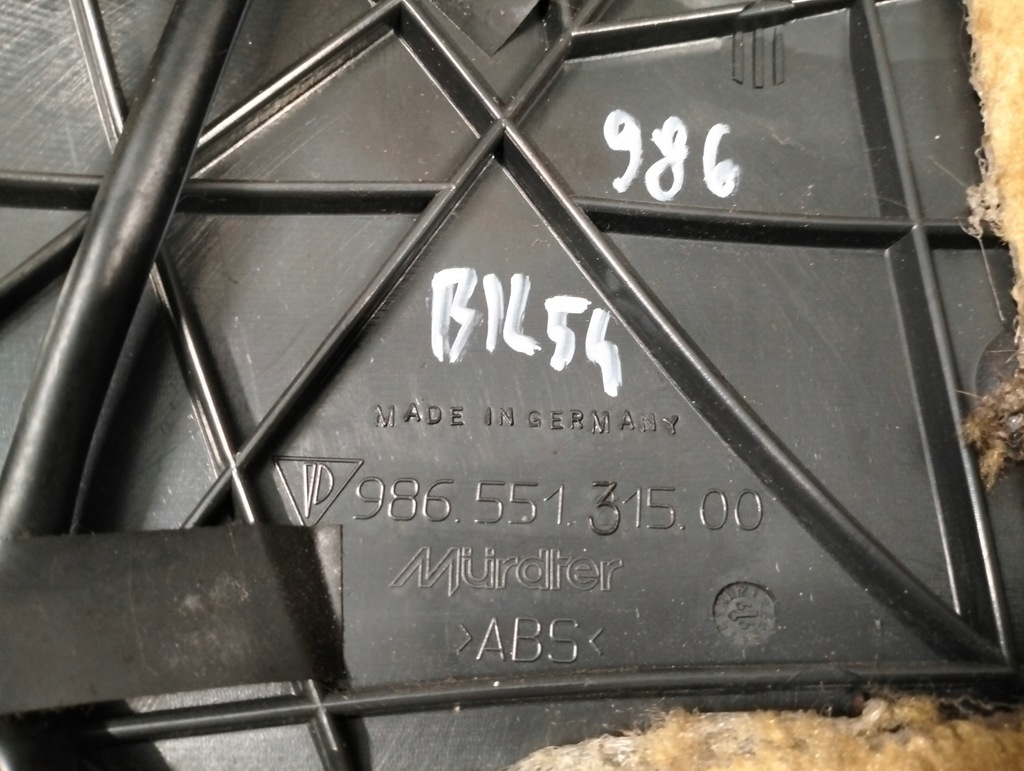 986
BK54
MADE IN GERMANY
986.551.315.00
Mürdter
>ABS<